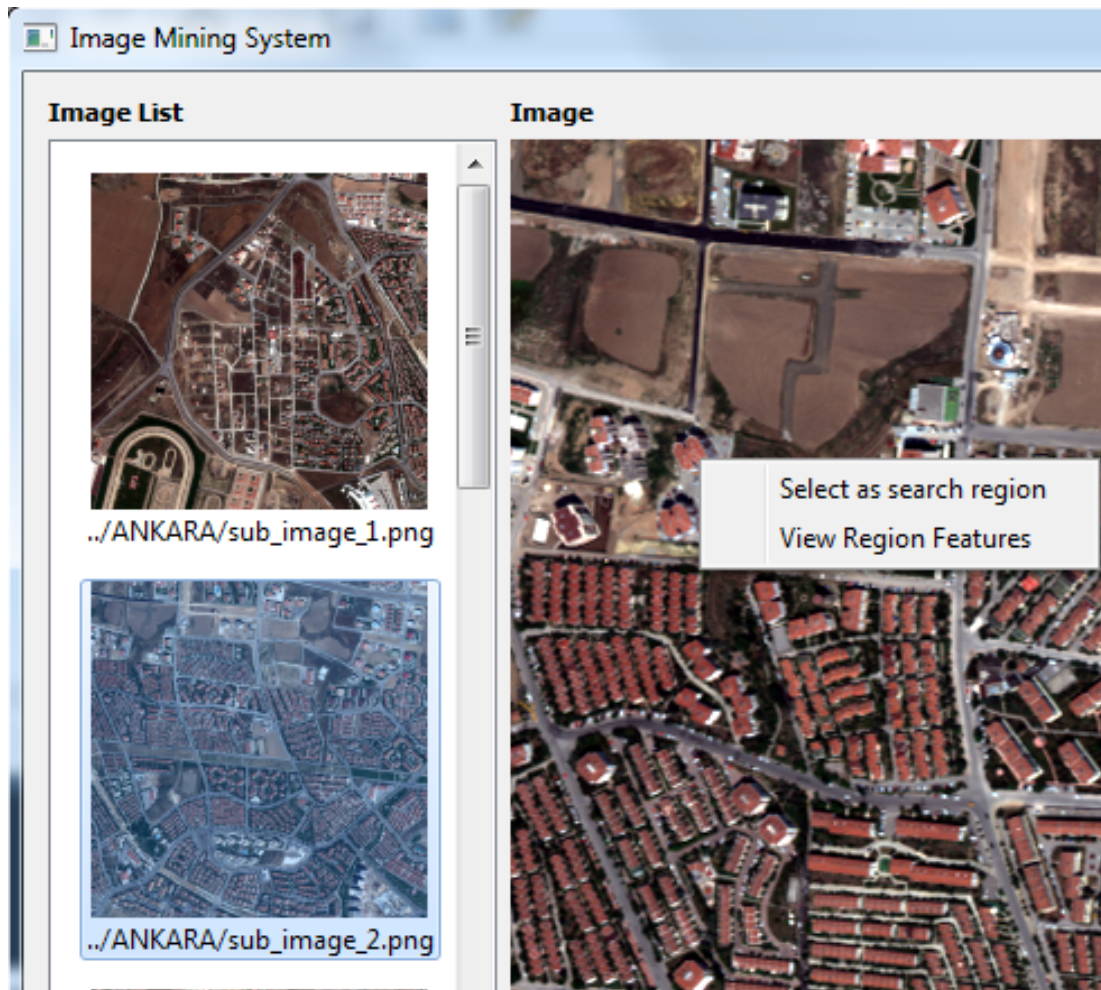 Image Mining System
Image List
Image
../ANKARA/sub_image_1.png
Select as search region
View Region Features
../ANKARA/sub_image_2.png